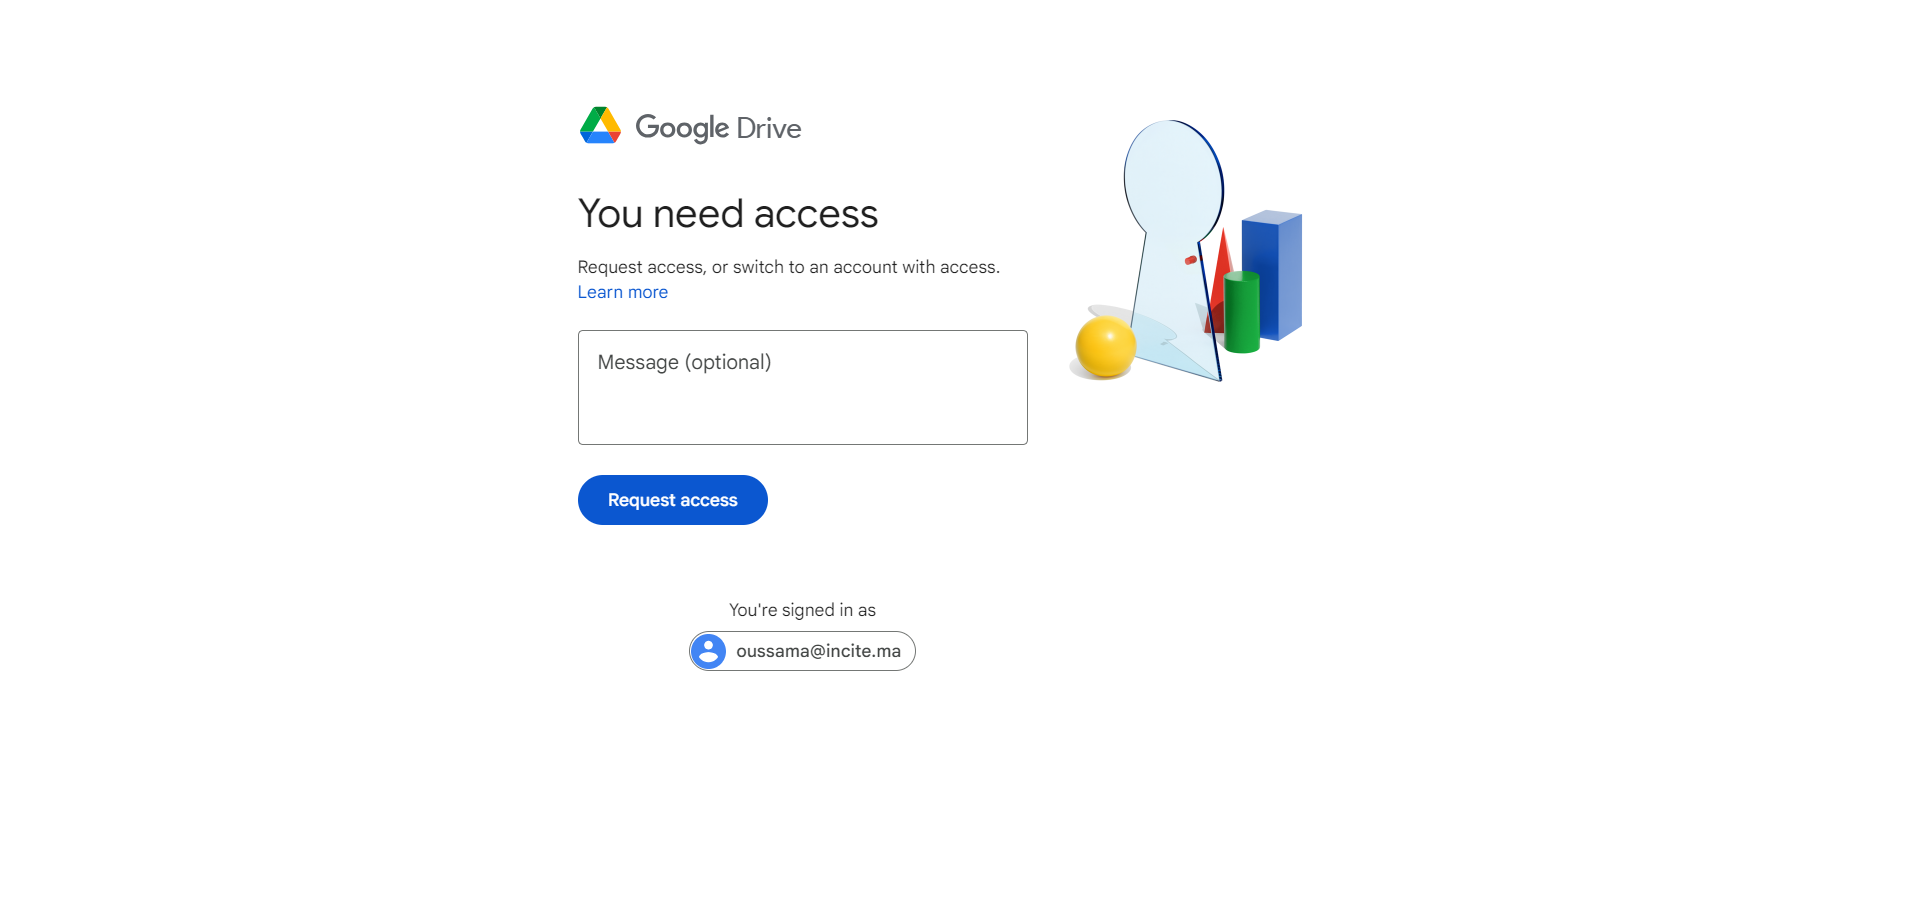 Google Drive
You need access
Request access, or switch to an account with access.
Learn more
Message (optional)
Request access
You're signed in as
oussama@incite.ma